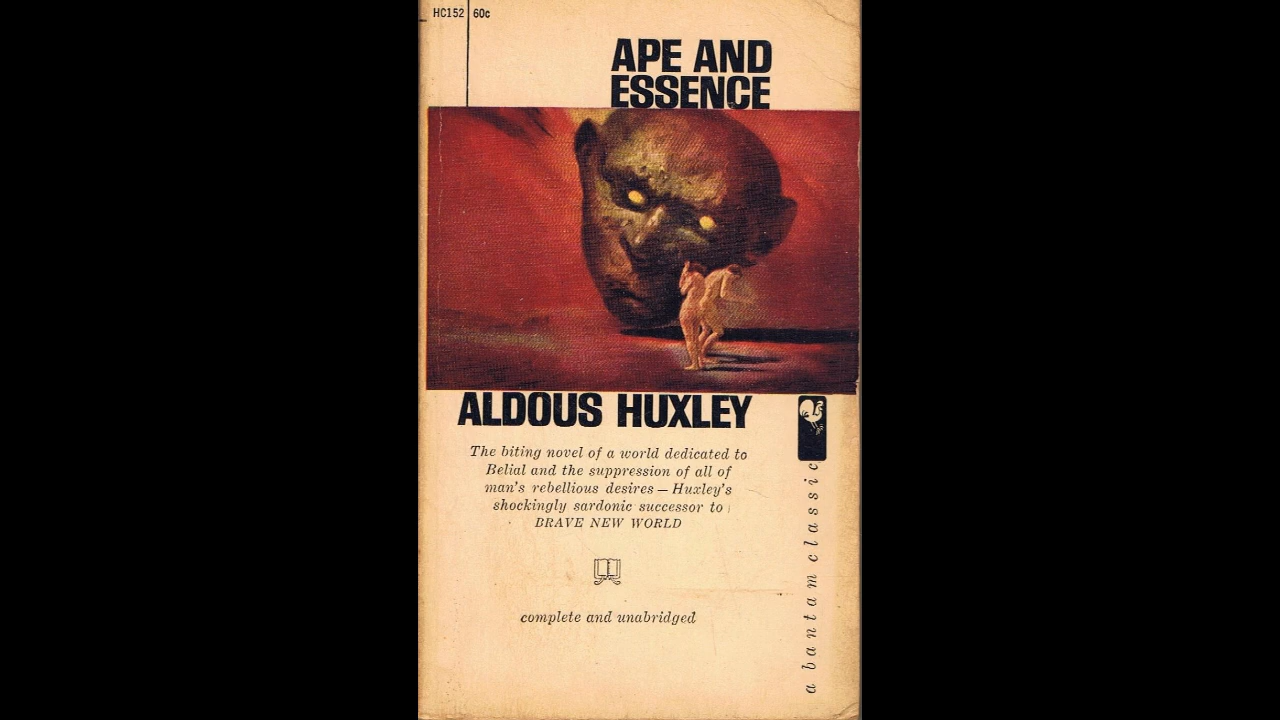 HC152 60¢
APE AND
ESSENCE
ALDOUS HUXLEY
The biting novel of a world dedicated to
Belial and the suppression of all of
man's rebellious desires — Huxley's
shockingly sardonic successor to
BRAVE NEW WORLD
complete and unabridged
a bantam classic